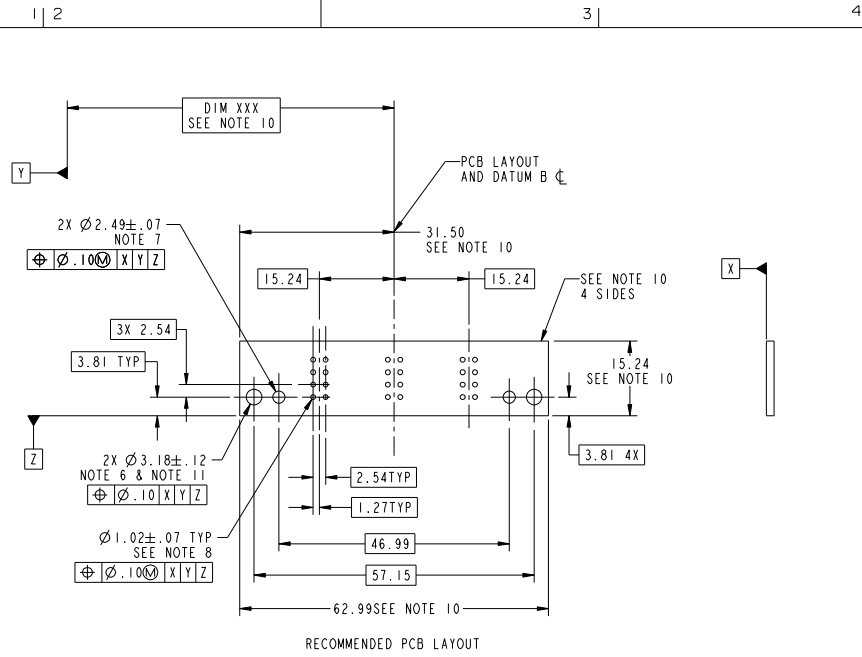 1 2 3 4
DIM XXX
SEE NOTE 10
Y
PCB LAYOUT
AND DATUM B ℄
2X Ø2.49±.07
NOTE 7
⌖ Ø.10Ⓜ X Y Z
31.50
SEE NOTE 10
15.24 15.24
SEE NOTE 10
4 SIDES
X
3X 2.54
3.81 TYP
15.24
SEE NOTE 10
Z
2X Ø3.18±.12
NOTE 6 & NOTE 11
⌖ Ø.10 X Y Z
3.81 4X
2.54TYP
1.27TYP
Ø1.02±.07 TYP
SEE NOTE 8
⌖ Ø.10Ⓜ X Y Z
46.99
57.15
62.99SEE NOTE 10
RECOMMENDED PCB LAYOUT